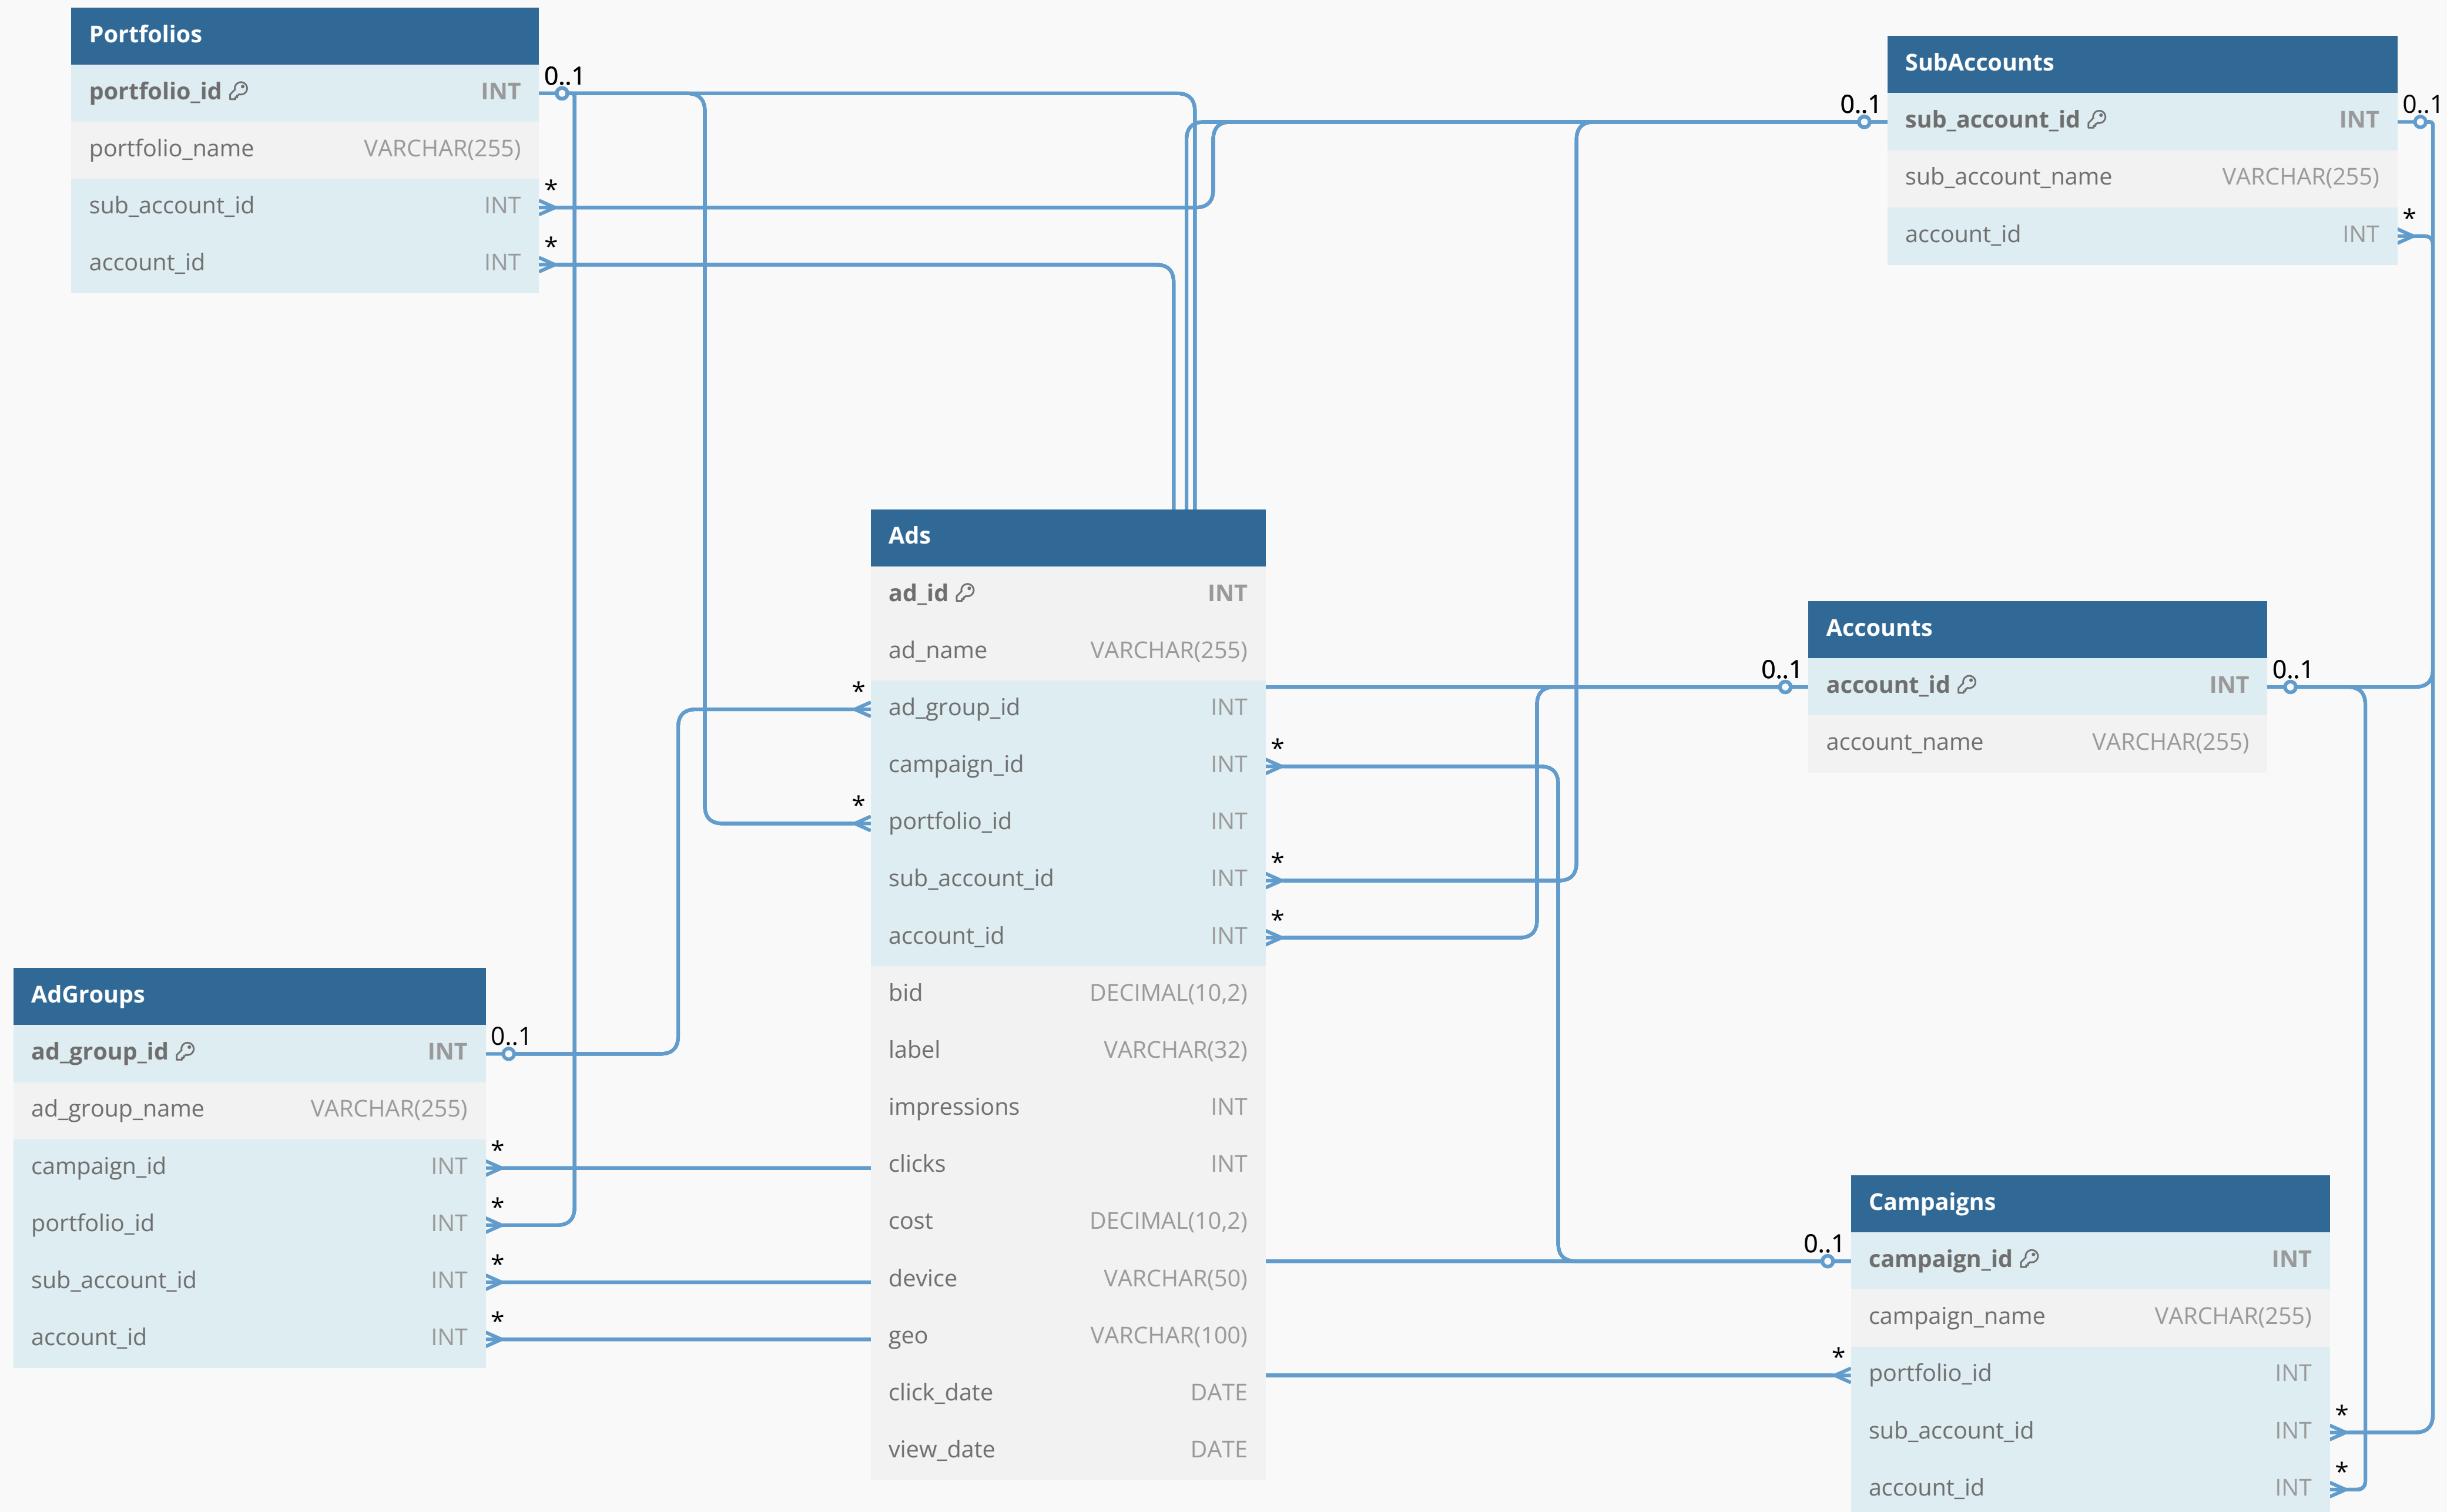 Portfolios
portfolio_id INT
portfolio_name VARCHAR(255)
sub_account_id INT
account_id INT
0..1
*
*
SubAccounts
sub_account_id INT
sub_account_name VARCHAR(255)
account_id INT
0..1
0..1
*
Ads
ad_id INT
ad_name VARCHAR(255)
ad_group_id INT
campaign_id INT
portfolio_id INT
sub_account_id INT
account_id INT
bid DECIMAL(10,2)
label VARCHAR(32)
impressions INT
clicks INT
cost DECIMAL(10,2)
device VARCHAR(50)
geo VARCHAR(100)
click_date DATE
view_date DATE
*
*
*
*
*
Accounts
account_id INT
account_name VARCHAR(255)
0..1
0..1
AdGroups
ad_group_id INT
ad_group_name VARCHAR(255)
campaign_id INT
portfolio_id INT
sub_account_id INT
account_id INT
0..1
*
*
*
*
Campaigns
campaign_id INT
campaign_name VARCHAR(255)
portfolio_id INT
sub_account_id INT
account_id INT
0..1
*
*
*